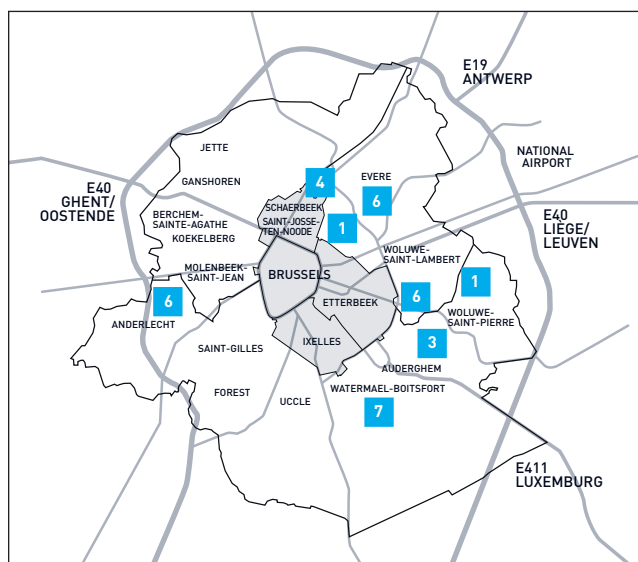 E19
ANTWERP
JETTE
NATIONAL
AIRPORT
GANSHOREN
4
EVERE
6
E40
GHENT/
OOSTENDE
SCHAERBEEK
BERCHEM-
SAINTE-AGATHE
SAINT-JOSSE-
TEN-NOODE
1
E40
LIÈGE/
LEUVEN
KOEKELBERG
WOLUWE-
SAINT-LAMBERT
MOLENBEEK-
SAINT-JEAN
BRUSSELS
1
6
ETTERBEEK
6
WOLUWE-
SAINT-PIERRE
ANDERLECHT
3
SAINT-GILLES
IXELLES
AUDERGHEM
FOREST
UCCLE
WATERMAEL-BOITSFORT
7
E411
LUXEMBURG